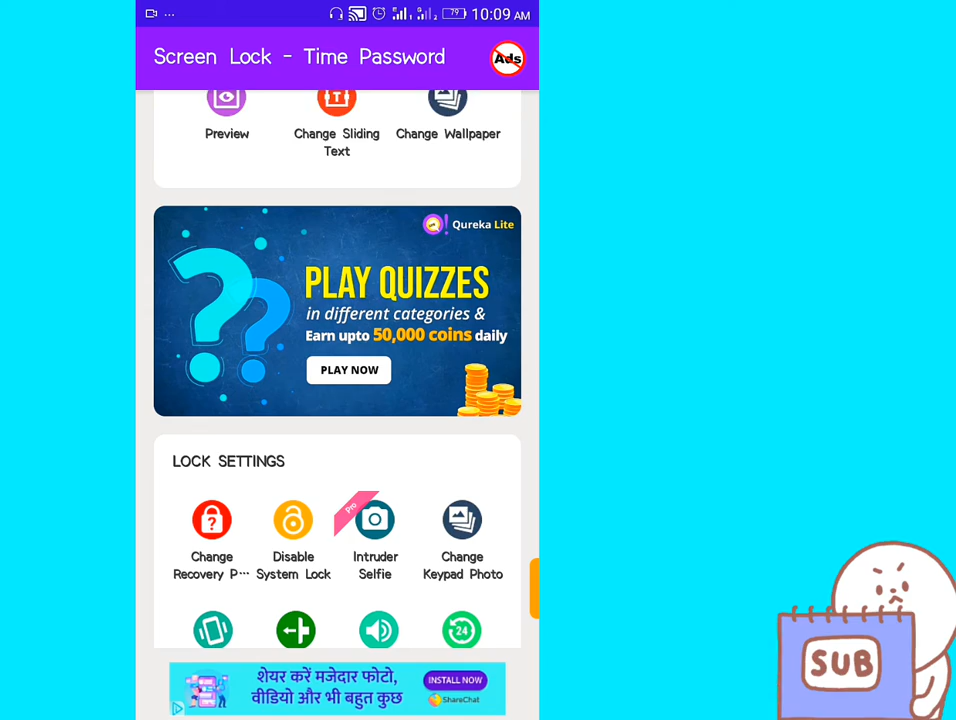 79 10:09 AM
Screen Lock - Time Password
Ads
T
Preview
Change Sliding
Text
Change Wallpaper
Qureka Lite
PLAY QUIZZES
in different categories &
Earn upto 50,000 coins daily
PLAY NOW
LOCK SETTINGS
Pro
Change
Recovery P...
Disable
System Lock
Intruder
Selfie
Change
Keypad Photo
24
शेयर करें मजेदार फोटो,
वीडियो और भी बहुत कुछ
INSTALL NOW
ShareChat
SUB